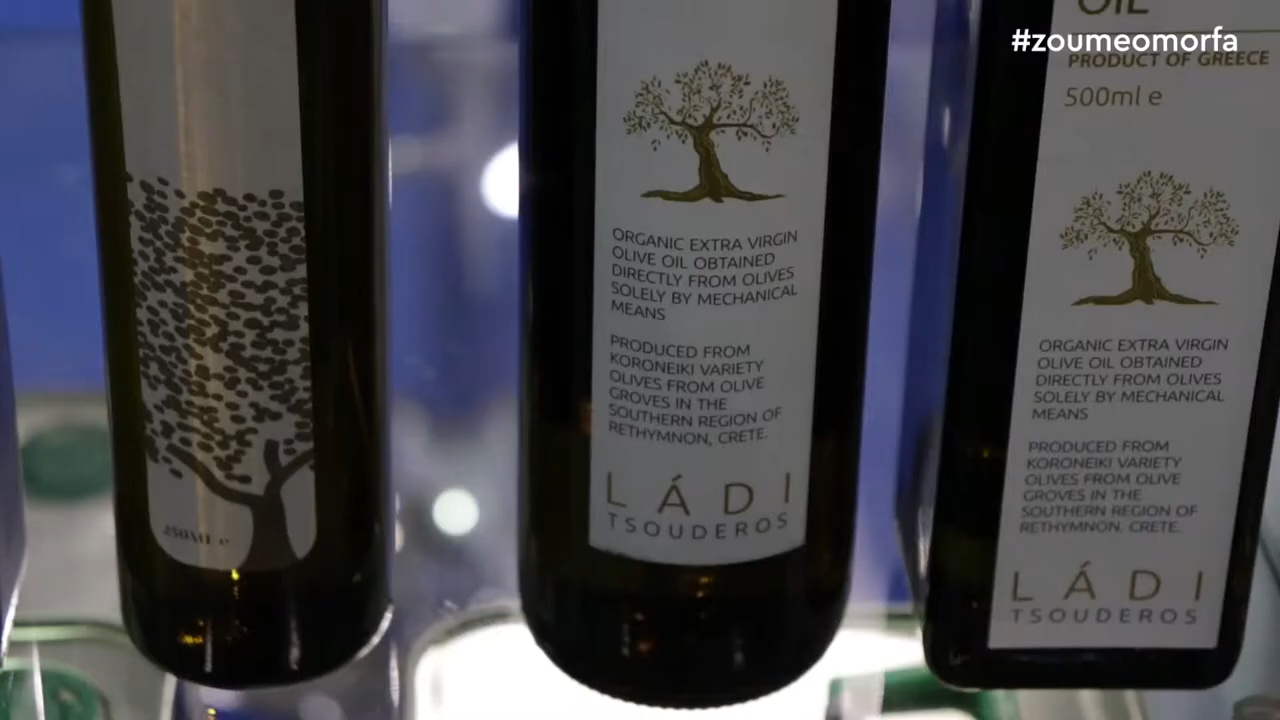 #zoumeomorfa
250Ml e
ORGANIC EXTRA VIRGIN
OLIVE OIL OBTAINED
DIRECTLY FROM OLIVES
SOLELY BY MECHANICAL
MEANS
PRODUCED FROM
KORONEIKI VARIETY
OLIVES FROM OLIVE
GROVES IN THE
SOUTHERN REGION OF
RETHYMNON, CRETE.
LÁDI
TSOUDEROS
OIL
PRODUCT OF GREECE
500ml e
ORGANIC EXTRA VIRGIN
OLIVE OIL OBTAINED
DIRECTLY FROM OLIVES
SOLELY BY MECHANICAL
MEANS
PRODUCED FROM
KORONEIKI VARIETY
OLIVES FROM OLIVE
GROVES IN THE
SOUTHERN REGION OF
RETHYMNON, CRETE.
LÁDI
TSOUDEROS